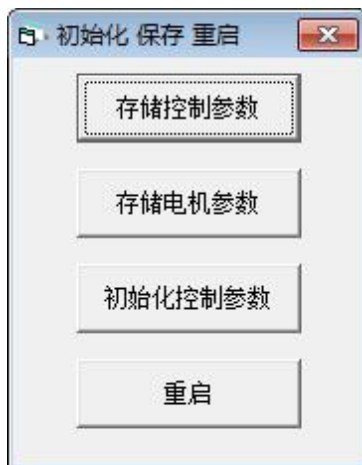 初始化 保存 重启
存储控制参数
存储电机参数
初始化控制参数
重启